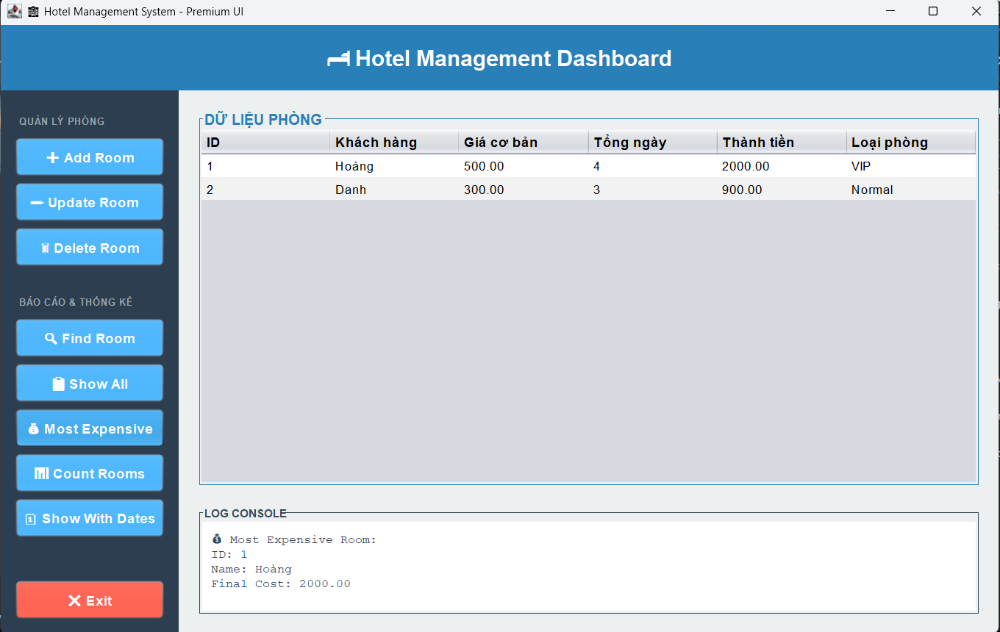 Hotel Management System - Premium UI
Hotel Management Dashboard
QUẢN LÝ PHÒNG
Add Room
Update Room
Delete Room
BÁO CÁO & THỐNG KÊ
Find Room
Show All
Most Expensive
Count Rooms
Show With Dates
Exit
DỮ LIỆU PHÒNG
ID Khách hàng Giá cơ bản Tổng ngày Thành tiền Loại phòng
1 Hoàng 500.00 4 2000.00 VIP
2 Danh 300.00 3 900.00 Normal
LOG CONSOLE
Most Expensive Room:
ID: 1
Name: Hoàng
Final Cost: 2000.00